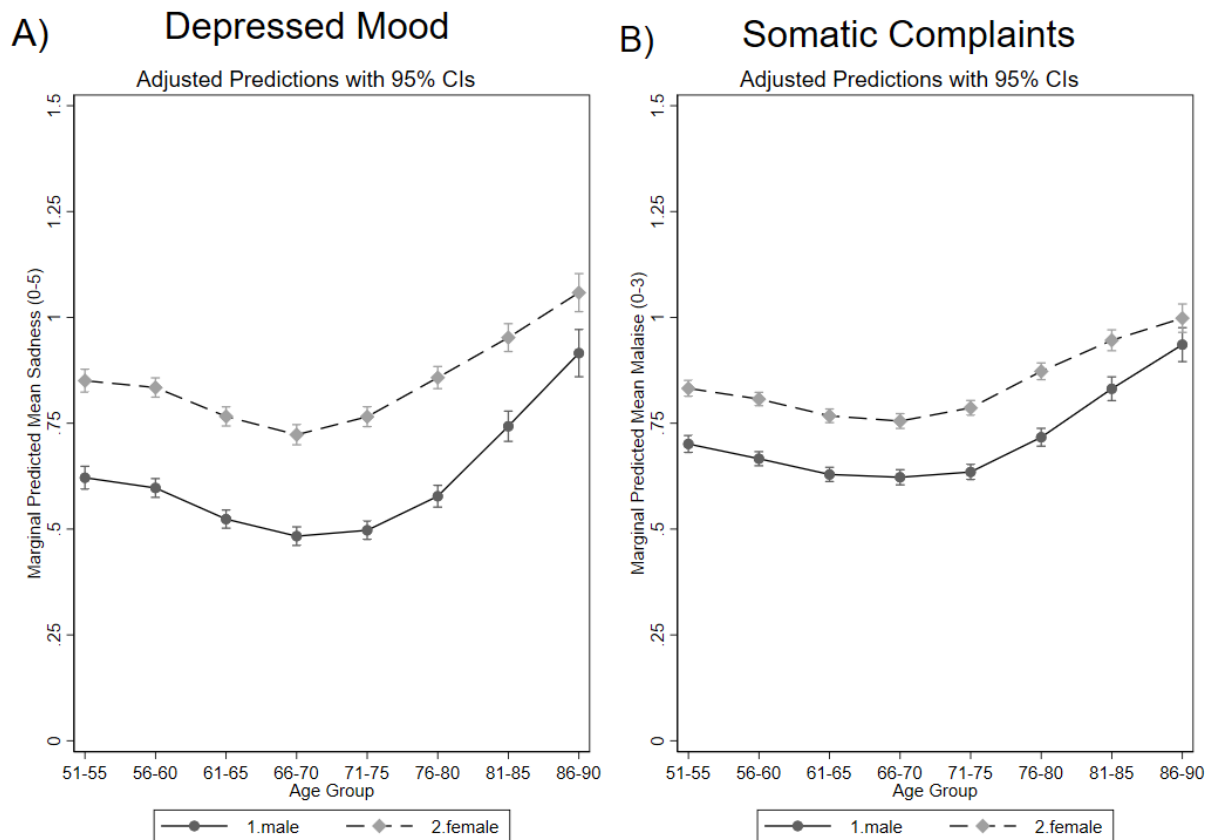 A) Depressed Mood
Adjusted Predictions with 95% CIs
Marginal Predicted Mean Sadness (0-5)
1.5
1.25
1
.75
.5
.25
0
51-55 56-60 61-65 66-70 71-75 76-80 81-85 86-90
Age Group
1.male 2.female
B) Somatic Complaints
Adjusted Predictions with 95% CIs
Marginal Predicted Mean Malaise (0-3)
1.5
1.25
1
.75
.5
.25
0
51-55 56-60 61-65 66-70 71-75 76-80 81-85 86-90
Age Group
1.male 2.female